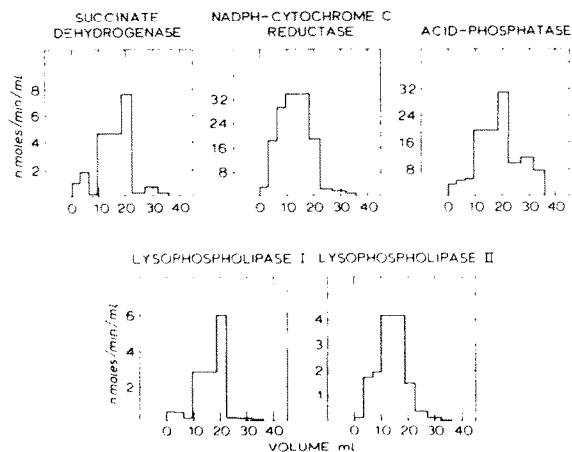 SUCCINATE
DEHYDROGENASE
NADPH-CYTOCHROME C
REDUCTASE
ACID-PHOSPHATASE
n moles/min/ml
8
6
4
2
0 10 20 30 40
32
24
16
8
0 10 20 30 40
32
24
16
8
0 10 20 30 40
LYSOPHOSPHOLIPASE I
LYSOPHOSPHOLIPASE II
n moles/min/ml
6
4
2
0 10 20 30 40
4
3
2
1
0 10 20 30 40
VOLUME ml